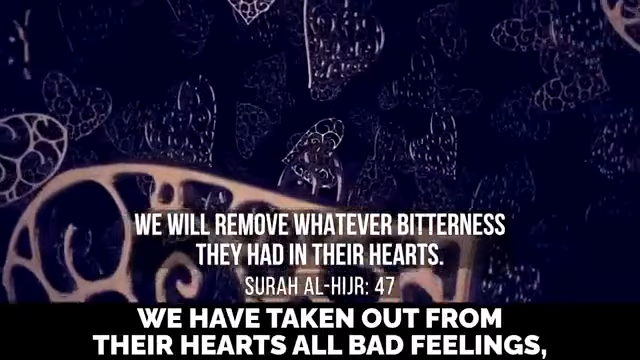 WE WILL REMOVE WHATEVER BITTERNESS
THEY HAD IN THEIR HEARTS.
SURAH AL-HIJR: 47
WE HAVE TAKEN OUT FROM
THEIR HEARTS ALL BAD FEELINGS,